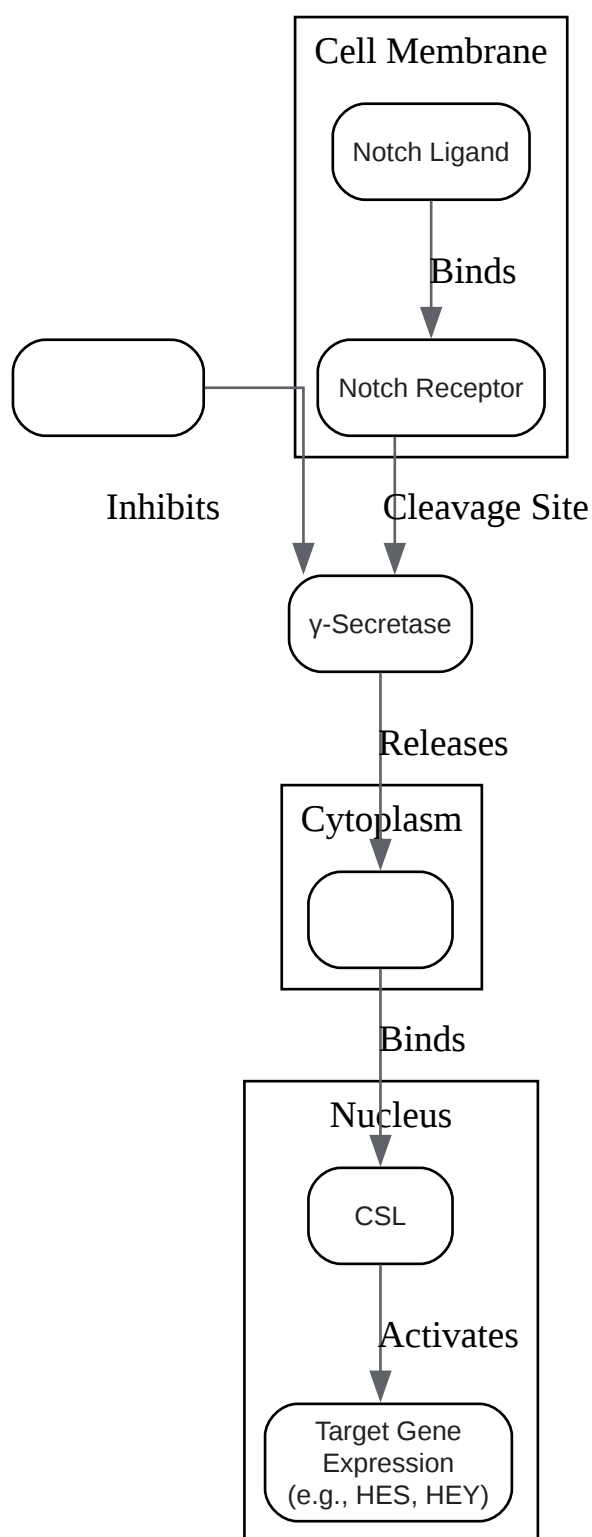 Cell Membrane
Notch Ligand
Binds
Notch Receptor
Inhibits
Cleavage Site
γ-Secretase
Releases
Cytoplasm
Binds
Nucleus
CSL
Activates
Target Gene
Expression
(e.g., HES, HEY)